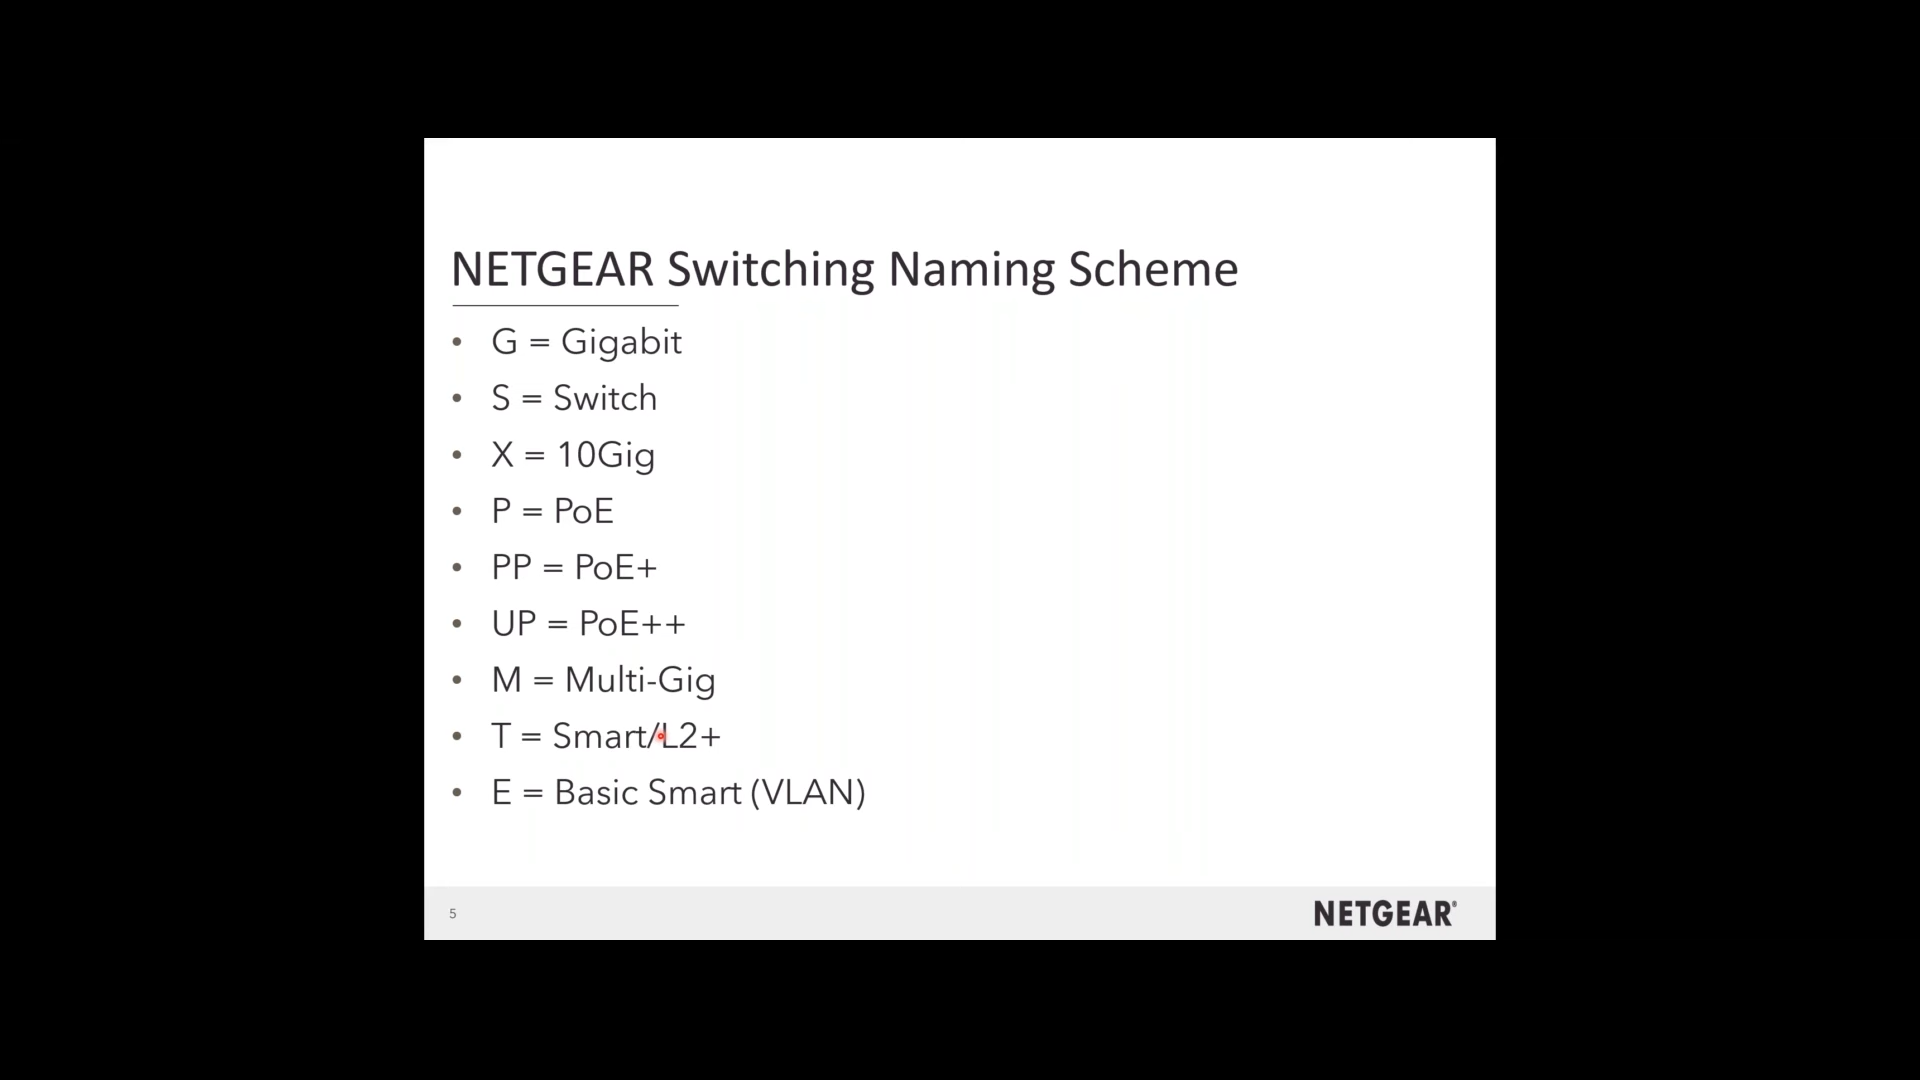 NETGEAR Switching Naming Scheme
• G = Gigabit
• S = Switch
• X = 10Gig
• P = PoE
• PP = PoE+
• UP = PoE++
• M = Multi-Gig
• T = Smart/L2+
• E = Basic Smart (VLAN)
5
NETGEAR®